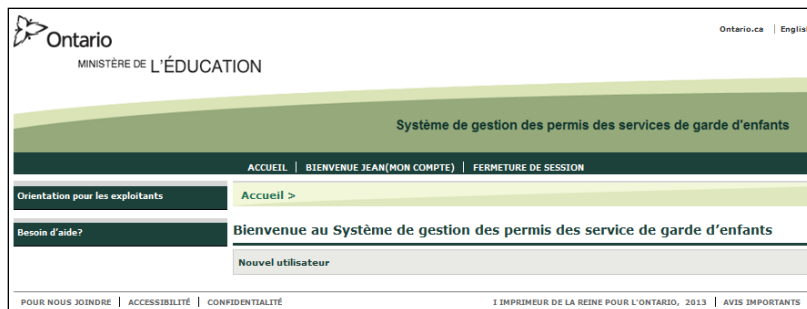 Ontario.ca | English
Ontario
MINISTÈRE DE L'ÉDUCATION
Système de gestion des permis des services de garde d'enfants
ACCUEIL | BIENVENUE JEAN(MON COMPTE) | FERMETURE DE SESSION
Orientation pour les exploitants
Accueil >
Besoin d'aide?
Bienvenue au Système de gestion des permis des service de garde d'enfants
Nouvel utilisateur
POUR NOUS JOINDRE | ACCESSIBILITÉ | CONFIDENTIALITÉ
I IMPRIMEUR DE LA REINE POUR L'ONTARIO, 2013 | AVIS IMPORTANTS